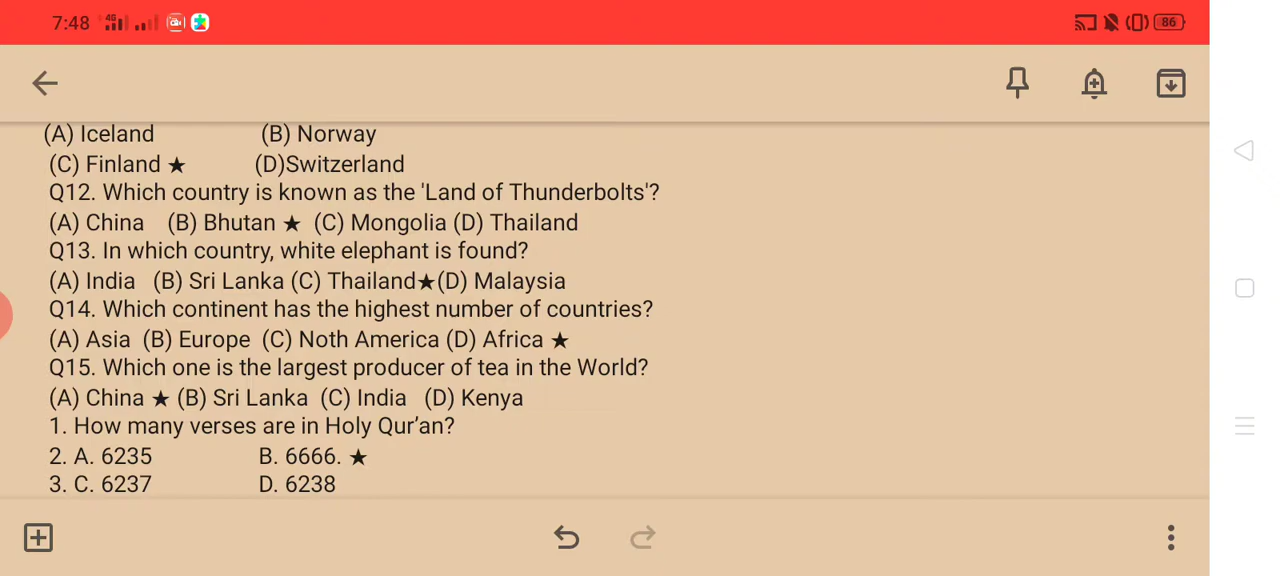 7:48 4G 86
(A) Iceland (B) Norway
(C) Finland ★ (D)Switzerland
Q12. Which country is known as the 'Land of Thunderbolts'?
(A) China (B) Bhutan ★ (C) Mongolia (D) Thailand
Q13. In which country, white elephant is found?
(A) India (B) Sri Lanka (C) Thailand★(D) Malaysia
Q14. Which continent has the highest number of countries?
(A) Asia (B) Europe (C) Noth America (D) Africa ★
Q15. Which one is the largest producer of tea in the World?
(A) China ★ (B) Sri Lanka (C) India (D) Kenya
1. How many verses are in Holy Qur’an?
2. A. 6235 B. 6666. ★
3. C. 6237 D. 6238